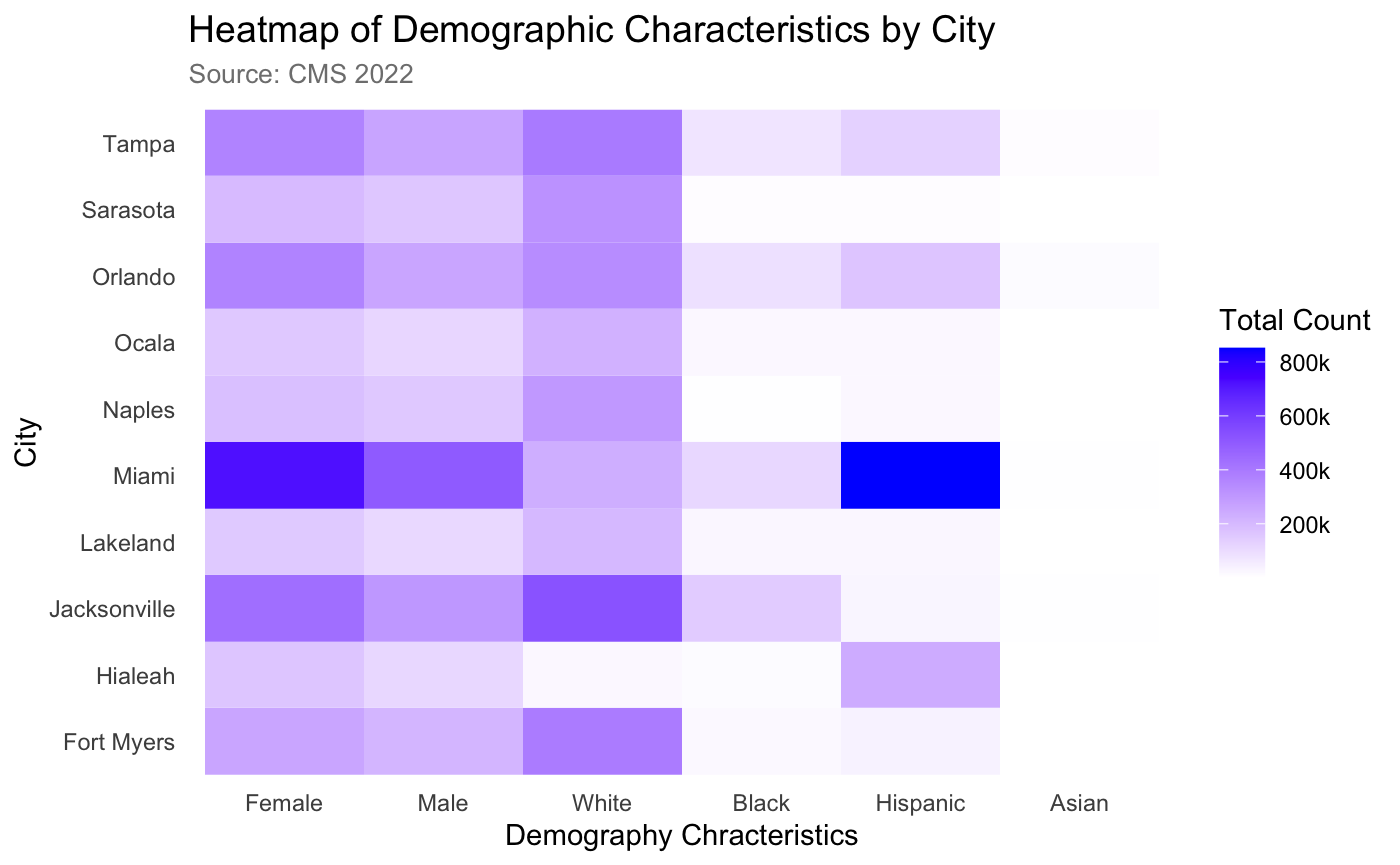 Heatmap of Demographic Characteristics by City
Source: CMS 2022
City
Tampa
Sarasota
Orlando
Ocala
Naples
Miami
Lakeland
Jacksonville
Hialeah
Fort Myers
Female Male White Black Hispanic Asian
Demography Chracteristics
Total Count
800k
600k
400k
200k